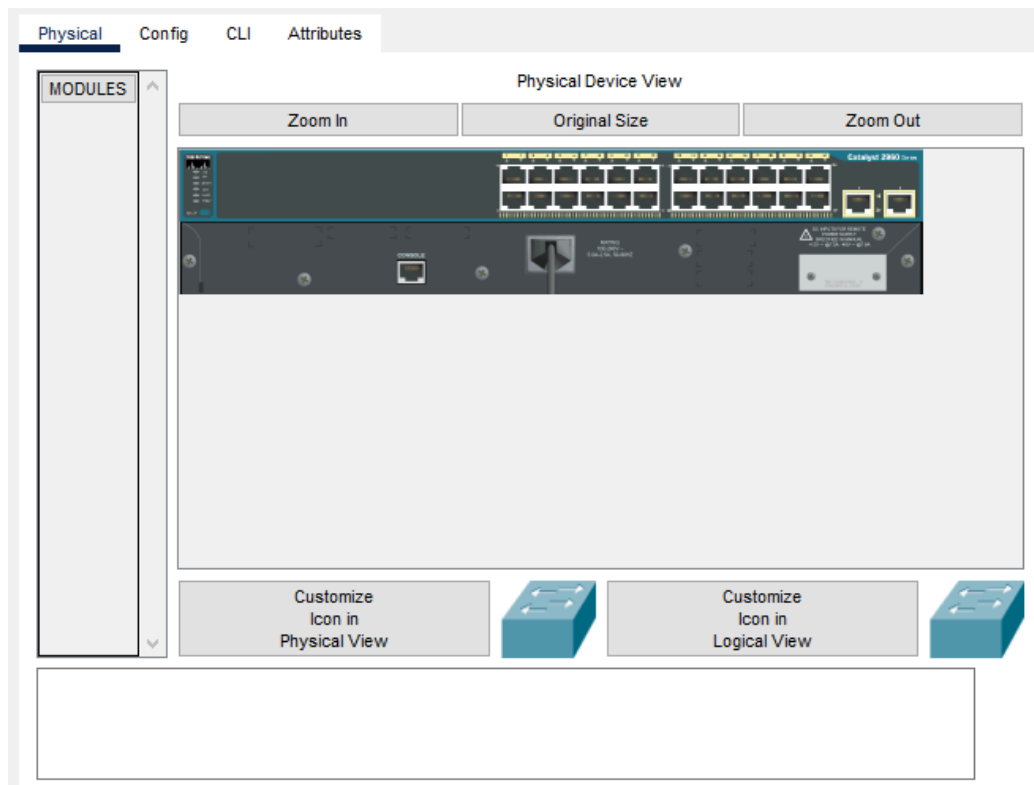 Physical Config CLI Attributes
MODULES
Physical Device View
Zoom In Original Size Zoom Out
Catalyst 2960
CONSOLE
Customize
Icon in
Physical View
Customize
Icon in
Logical View